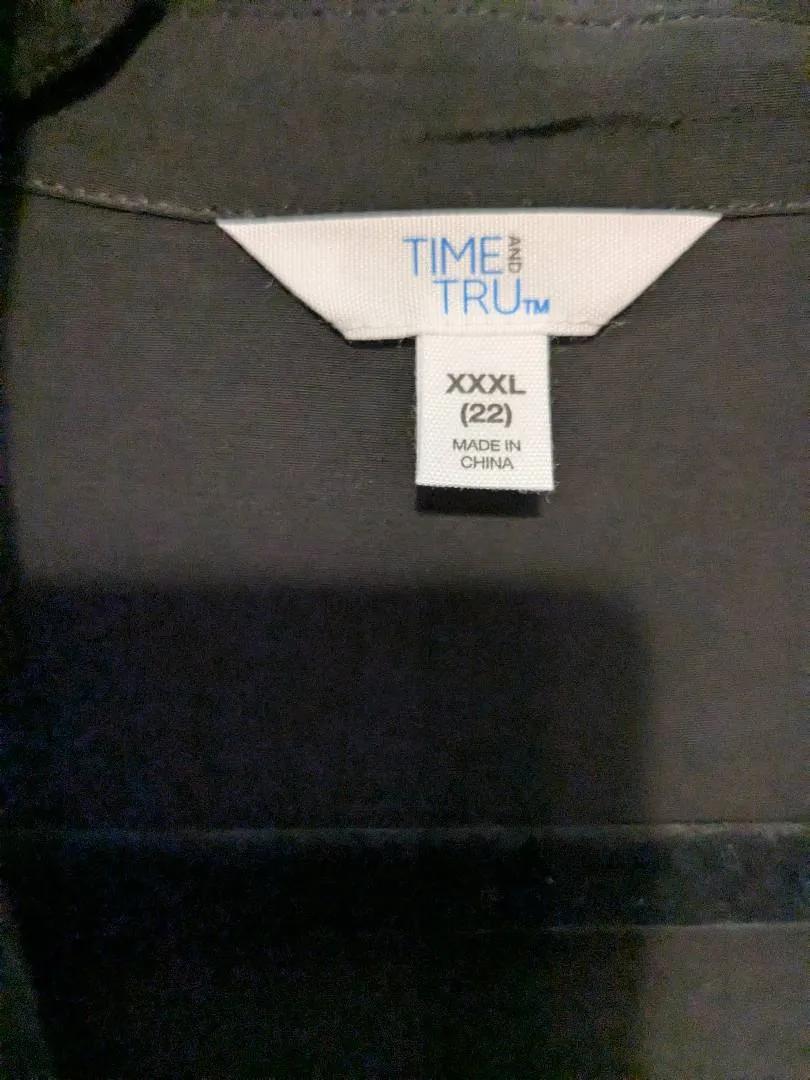 TIME AND
TRU™
XXXL
(22)
MADE IN
CHINA